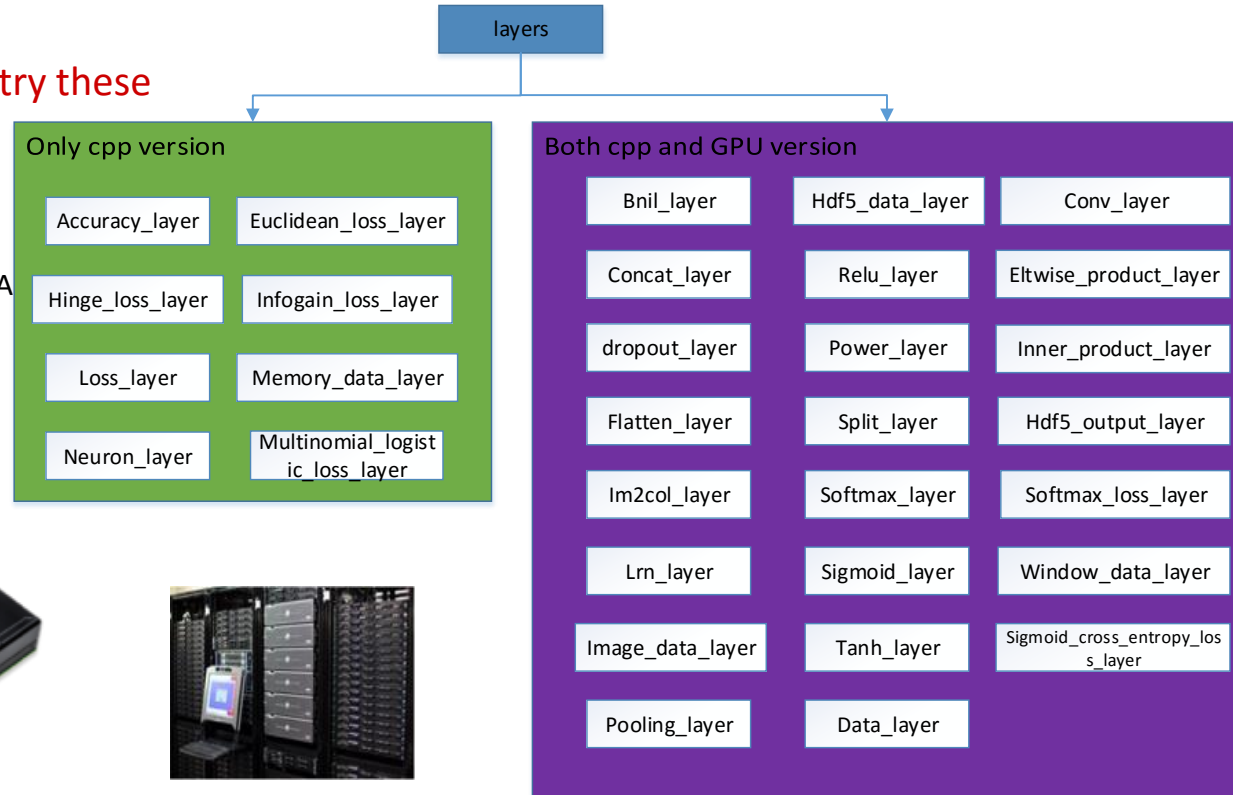 layers
try these
Only cpp version
Accuracy_layer
Euclidean_loss_layer
A
Hinge_loss_layer
Infogain_loss_layer
Loss_layer
Memory_data_layer
Neuron_layer
Multinomial_logist
ic_loss_layer
Both cpp and GPU version
Bnil_layer
Hdf5_data_layer
Conv_layer
Concat_layer
Relu_layer
Eltwise_product_layer
dropout_layer
Power_layer
Inner_product_layer
Flatten_layer
Split_layer
Hdf5_output_layer
Im2col_layer
Softmax_layer
Softmax_loss_layer
Lrn_layer
Sigmoid_layer
Window_data_layer
Image_data_layer
Tanh_layer
Sigmoid_cross_entropy_los
s_layer
Pooling_layer
Data_layer